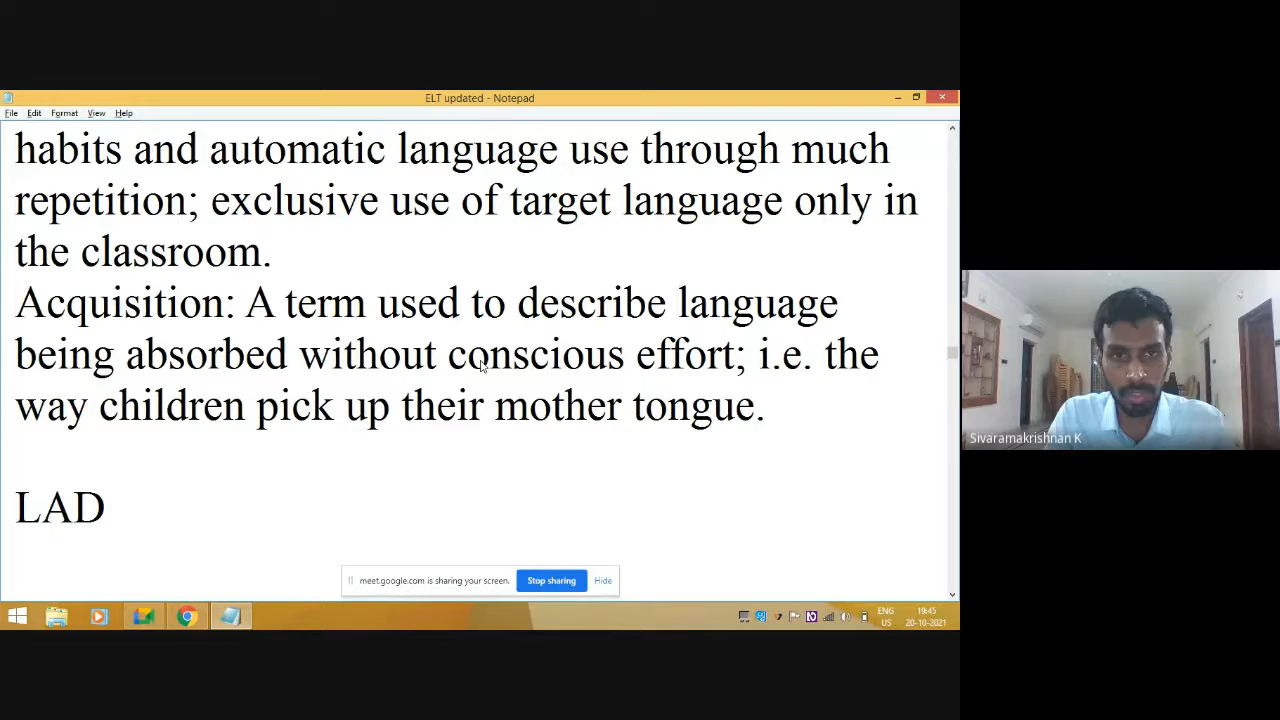 ELT updated - Notepad
File Edit Format View Help
habits and automatic language use through much
repetition; exclusive use of target language only in
the classroom.
Acquisition: A term used to describe language
being absorbed without conscious effort; i.e. the
way children pick up their mother tongue.
LAD
Sivaramakrishnan K
meet.google.com is sharing your screen. Stop sharing Hide
ENG 19:45
US 20-10-2021